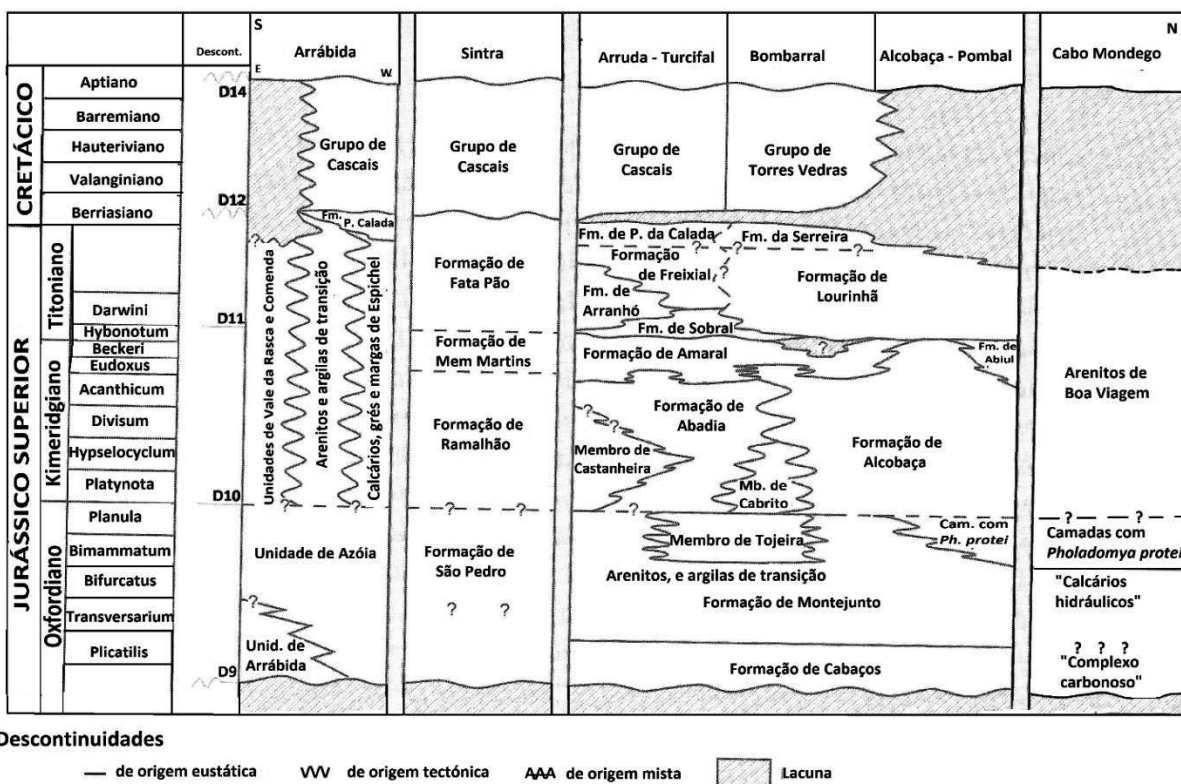 S
N
Descont.
Arrábida
Sintra
Arruda - Turcifal
Bombarral
Alcobaça - Pombal
Cabo Mondego
E
W
CRETÁCICO
Aptiano
Barremiano
Hauteriviano
Valanginiano
Berriasiano
JURÁSSICO SUPERIOR
Titoniano
Darwini
Hybonotum
Kimeridgiano
Beckeri
Eudoxus
Acanthicum
Divisum
Hypselocyclum
Platynota
Oxfordiano
Planula
Bimammatum
Bifurcatus
Transversarium
Plicatilis
D14
D12
D11
D10
D9
Grupo de
Cascais
Fm.
P. Calada
?
Unidades de Vale da Rasca e Comenda
Arenitos e argilas de transição
Calcários, grés e margas de Espichel
? ? ?
Unidade de Azóia
?
Unid. de
Arrábida
Grupo de
Cascais
Formação de
Fata Pão
Formação de
Mem Martins
Formação de
Ramalhão
? ? ?
Formação de
São Pedro
? ?
Grupo de
Cascais
Grupo de
Torres Vedras
Fm. de P. da Calada
Fm. da Serreira
? ? ?
Formação
de Freixial
?
Formação de
Lourinhã
Fm. de
Arranhó
Fm. de Sobral
Formação de Amaral
?
Fm. de
Abiul
Formação de
Abadia
?
?
Membro de
Castanheira
Formação de
Alcobaça
Mb. de
Cabrito
Membro de Tojeira
Cam. com
Ph. protei
Arenitos, e argilas de transição
Formação de Montejunto
Formação de Cabaços
Arenitos de
Boa Viagem
? ?
Camadas com
Pholadomya protei
"Calcários
hidráulicos"
? ? ?
"Complexo
carbonoso"
Descontinuidades
de origem eustática
de origem tectónica
de origem mista
Lacuna